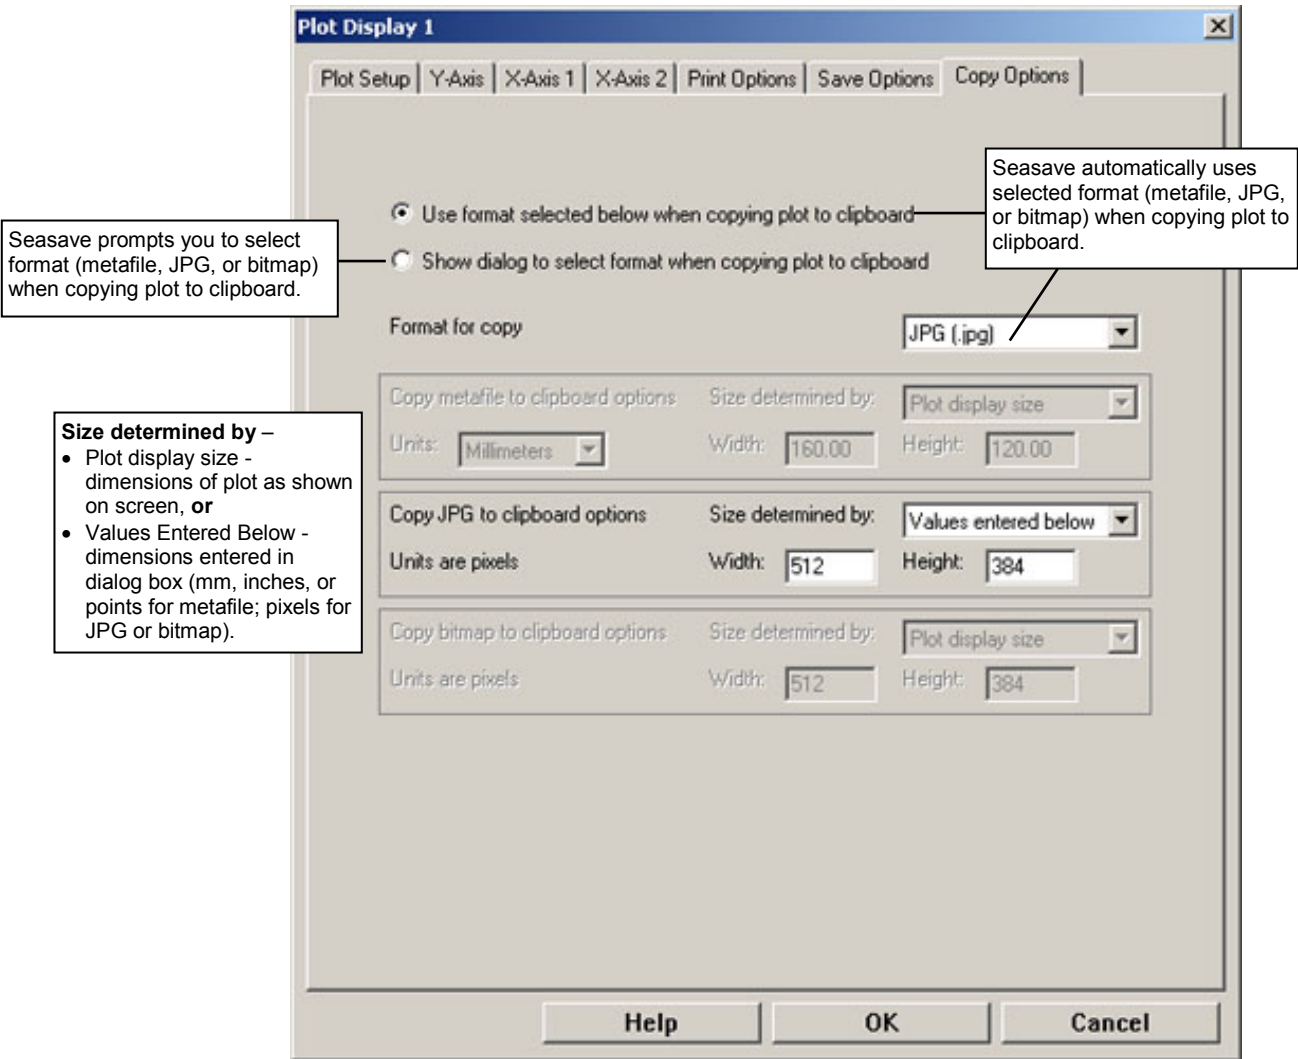 Plot Display 1
Plot Setup Y-Axis X-Axis 1 X-Axis 2 Print Options Save Options Copy Options
Seasave automatically uses
selected format (metafile, JPG,
or bitmap) when copying plot to
clipboard.
Use format selected below when copying plot to clipboard
Seasave prompts you to select
format (metafile, JPG, or bitmap)
when copying plot to clipboard.
Show dialog to select format when copying plot to clipboard
Format for copy JPG (.jpg)
Copy metafile to clipboard options Size determined by: Plot display size
Units: Millimeters Width: 160.00 Height: 120.00
Size determined by –
• Plot display size -
dimensions of plot as shown
on screen, or
• Values Entered Below -
dimensions entered in
dialog box (mm, inches, or
points for metafile; pixels for
JPG or bitmap).
Copy JPG to clipboard options Size determined by: Values entered below
Units are pixels Width: 512 Height: 384
Copy bitmap to clipboard options Size determined by: Plot display size
Units are pixels Width: 512 Height: 384
Help OK Cancel